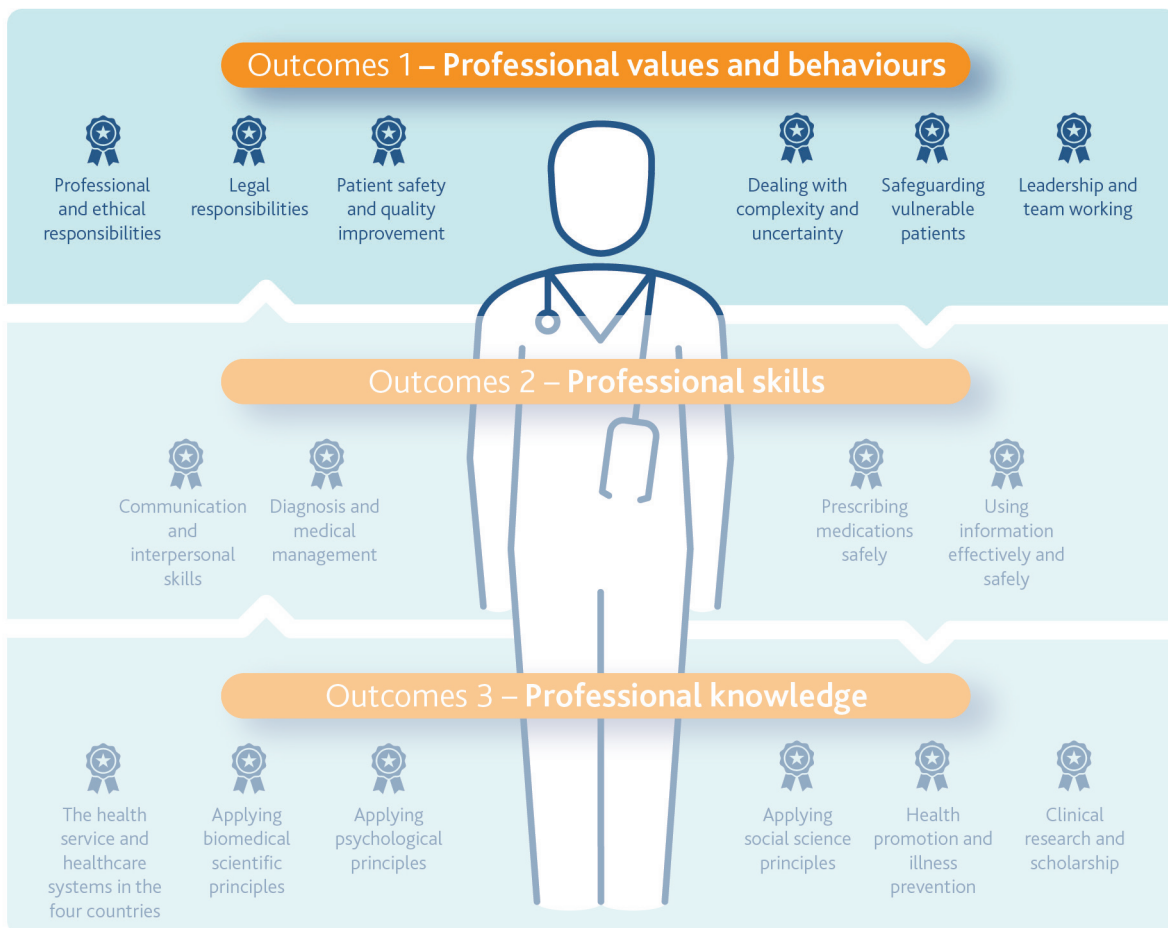 Outcomes 1 – Professional values and behaviours
Professional
and ethical
responsibilities
Legal
responsibilities
Patient safety
and quality
improvement
Dealing with
complexity and
uncertainty
Safeguarding
vulnerable
patients
Leadership and
team working
Outcomes 2 – Professional skills
Communication
and
interpersonal
skills
Diagnosis and
medical
management
Prescribing
medications
safely
Using
information
effectively and
safely
Outcomes 3 – Professional knowledge
The health
service and
healthcare
systems in the
four countries
Applying
biomedical
scientific
principles
Applying
psychological
principles
Applying
social science
principles
Health
promotion and
illness
prevention
Clinical
research and
scholarship